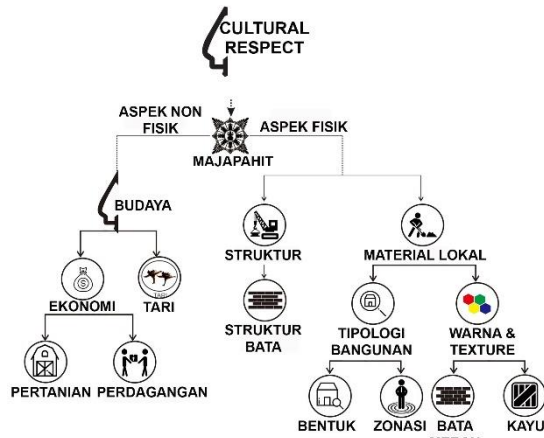 CULTURAL
RESPECT
ASPEK NON
FISIK
ASPEK FISIK
MAJAPAHIT
BUDAYA
STRUKTUR
MATERIAL LOKAL
EKONOMI
TARI
STRUKTUR
BATA
TIPOLOGI
BANGUNAN
WARNA &
TEXTURE
PERTANIAN
PERDAGANGAN
BENTUK
ZONASI
BATA
KAYU